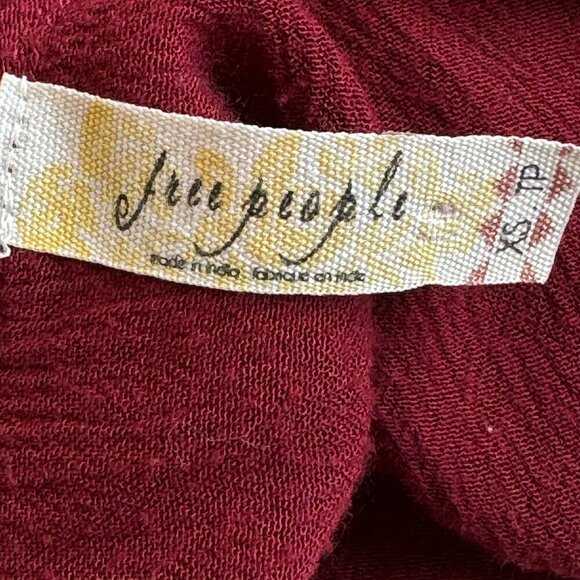 free people
made in india fabriqué en inde
XS . TP